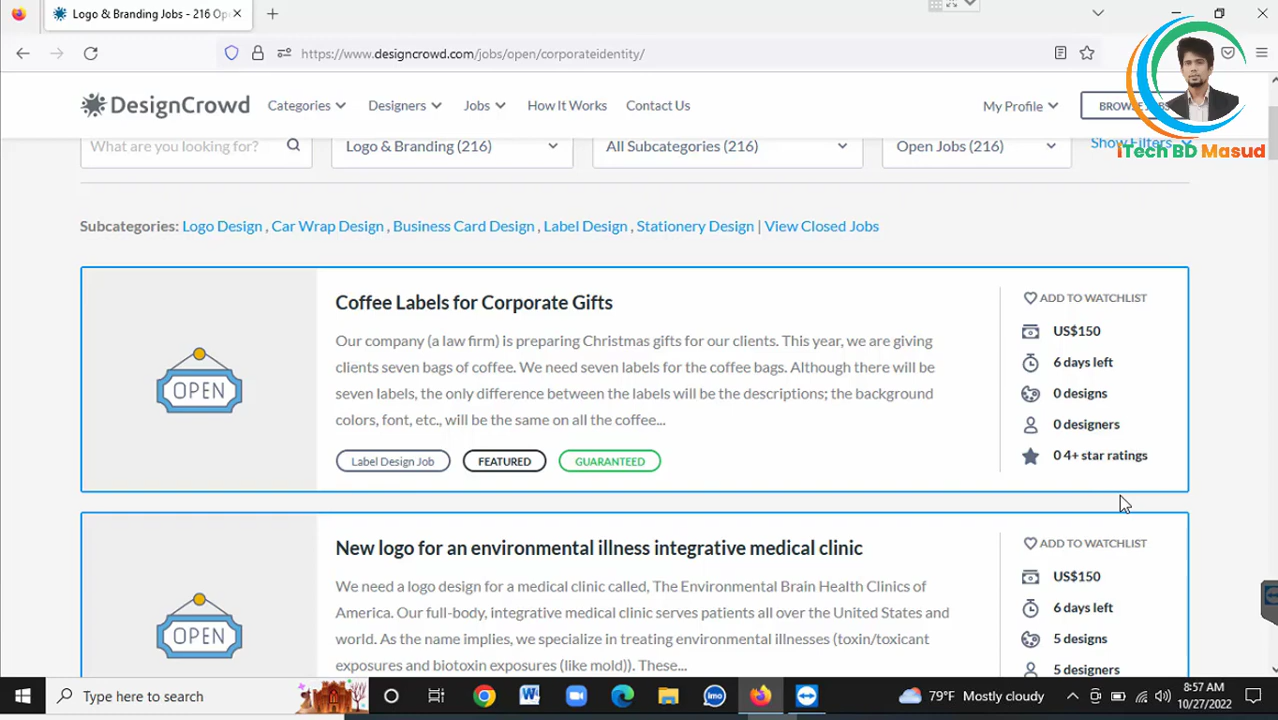 Logo & Branding Jobs - 216 Op
https://www.designcrowd.com/jobs/open/corporateidentity/
DesignCrowd Categories Designers Jobs How It Works Contact Us My Profile BROWSE JOBS
What are you looking for? Logo & Branding (216) All Subcategories (216) Open Jobs (216) Show Filters
iTech BD Masud
Subcategories: Logo Design , Car Wrap Design , Business Card Design , Label Design , Stationery Design | View Closed Jobs
OPEN
Coffee Labels for Corporate Gifts
Our company (a law firm) is preparing Christmas gifts for our clients. This year, we are giving
clients seven bags of coffee. We need seven labels for the coffee bags. Although there will be
seven labels, the only difference between the labels will be the descriptions; the background
colors, font, etc., will be the same on all the coffee...
Label Design Job FEATURED GUARANTEED
ADD TO WATCHLIST
US$150
6 days left
0 designs
0 designers
0 4+ star ratings
OPEN
New logo for an environmental illness integrative medical clinic
We need a logo design for a medical clinic called, The Environmental Brain Health Clinics of
America. Our full-body, integrative medical clinic serves patients all over the United States and
world. As the name implies, we specialize in treating environmental illnesses (toxin/toxicant
exposures and biotoxin exposures (like mold)). These...
ADD TO WATCHLIST
US$150
6 days left
5 designs
5 designers
Type here to search
imo
79°F Mostly cloudy
8:57 AM
10/27/2022